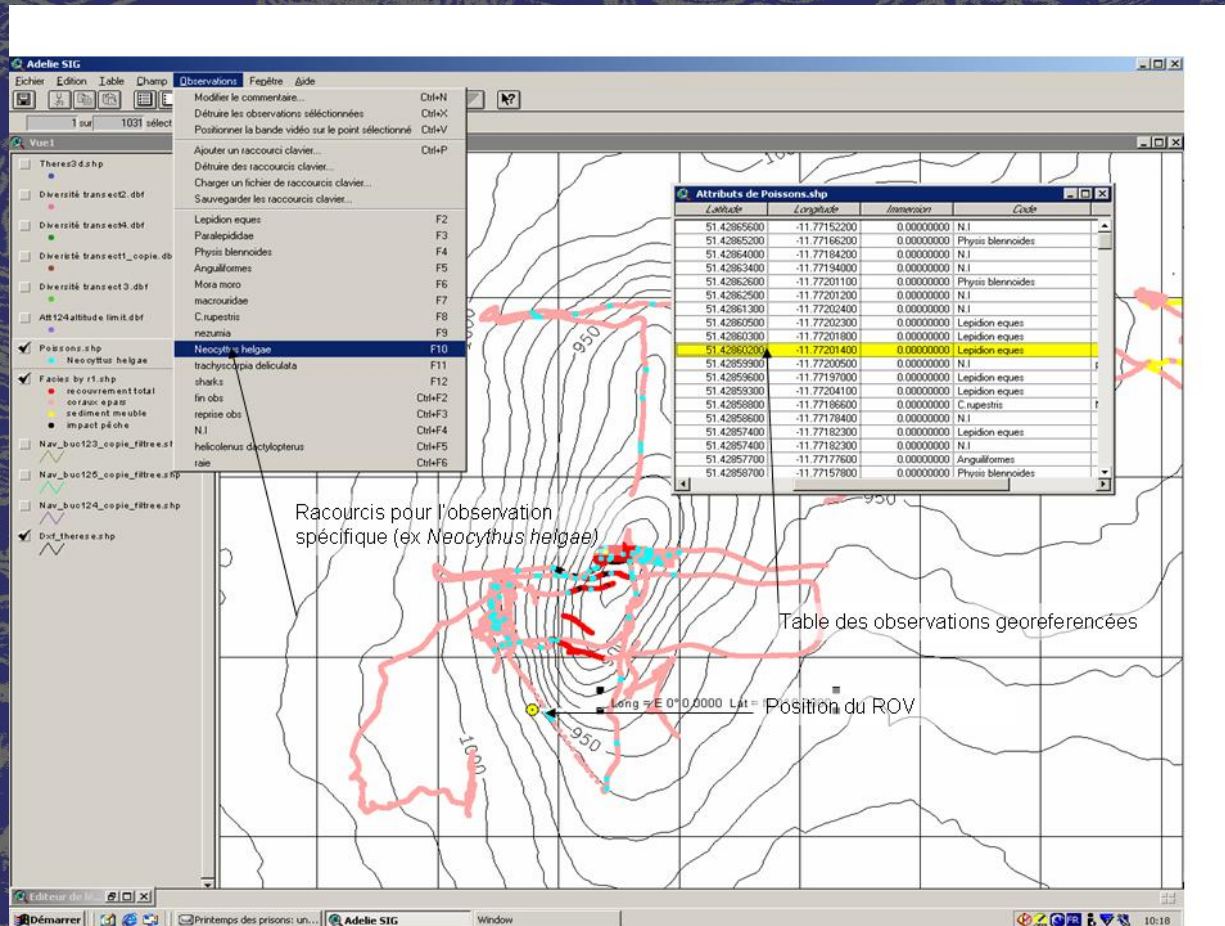 Adelie SIG
Fichier Edition Table Champ Observations Fenêtre Aide
1 sur 1031 sélect
Modifier le commentaire... Ctrl+N
Détruire les observations sélectionnées Ctrl+X
Positionner la bande vidéo sur le point sélectionné Ctrl+V
Ajouter un raccourci clavier... Ctrl+P
Détruire des raccourcis clavier...
Charger un fichier de raccourcis clavier...
Sauvegarder les raccourcis clavier...
Lepidion eques F2
Paralepididae F3
Physis blennoides F4
Anguiliformes F5
Mora moro F6
macrouridae F7
C.rupestris F8
nezumia F9
Neocyttus helgae F10
trachyscorpia deliculata F11
sharks F12
fin obs Ctrl+F2
reprise obs Ctrl+F3
N.I Ctrl+F4
helicolenus dactylopterus Ctrl+F5
raie Ctrl+F6
Vue1
Theres3d.shp
Diversité transect2.dbf
Diversité transect4.dbf
Diveristé transect1_copie.db
Diversité transect3.dbf
Att124altitude limit.dbf
Poissons.shp
Neocyttus helgae
Facies by r1.shp
recouvrement total
coraux epars
sediment meuble
impact pêche
Nav_buc123_copie_filtree.s
Nav_buc125_copie_filtree.shp
Nav_buc124_copie_filtree.shp
Dxf_therese.shp
Attributs de Poissons.shp
Latitude Longitude Immersion Code
51.42865600 -11.77152200 0.00000000 N.I
51.42865200 -11.77166200 0.00000000 Physis blennoides
51.42864000 -11.77184200 0.00000000 N.I
51.42863400 -11.77194000 0.00000000 N.I
51.42862600 -11.77201100 0.00000000 Physis blennoides
51.42862500 -11.77201200 0.00000000 N.I
51.42861300 -11.77202400 0.00000000 N.I
51.42860500 -11.77202300 0.00000000 Lepidion eques
51.42860300 -11.77201800 0.00000000 Lepidion eques
51.42860200 -11.77201400 0.00000000 Lepidion eques
51.42859900 -11.77200500 0.00000000 N.I
51.42859600 -11.77197000 0.00000000 Lepidion eques
51.42859300 -11.77204100 0.00000000 Lepidion eques
51.42858800 -11.77186600 0.00000000 C.rupestris
51.42858600 -11.77178400 0.00000000 N.I
51.42857400 -11.77182300 0.00000000 Lepidion eques
51.42857400 -11.77182300 0.00000000 N.I
51.42857700 -11.77177600 0.00000000 Anguiliformes
51.42858700 -11.77157800 0.00000000 Physis blennoides
-1000
950
-950
Racourcis pour l'observation
spécifique (ex Neocythus helgae)
Table des observations georeferencées
Long = E 0° 0.0000 Lat =
Position du ROV
-950
-1000
Editeur de
Démarrer Printemps des prisons: un... Adelie SIG Window FR 10:18